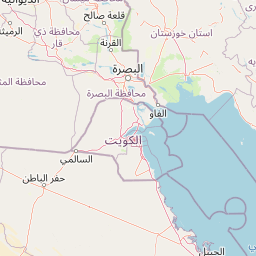 الديوانية
قلعة صالح
الرميثة
محافظة ذي
قار
القرنة
استان خوزستان
البصرة
محافظة المثنى
محافظة البصرة
الفاو
الكويت
السالمي
حفر الباطن
الجبيل